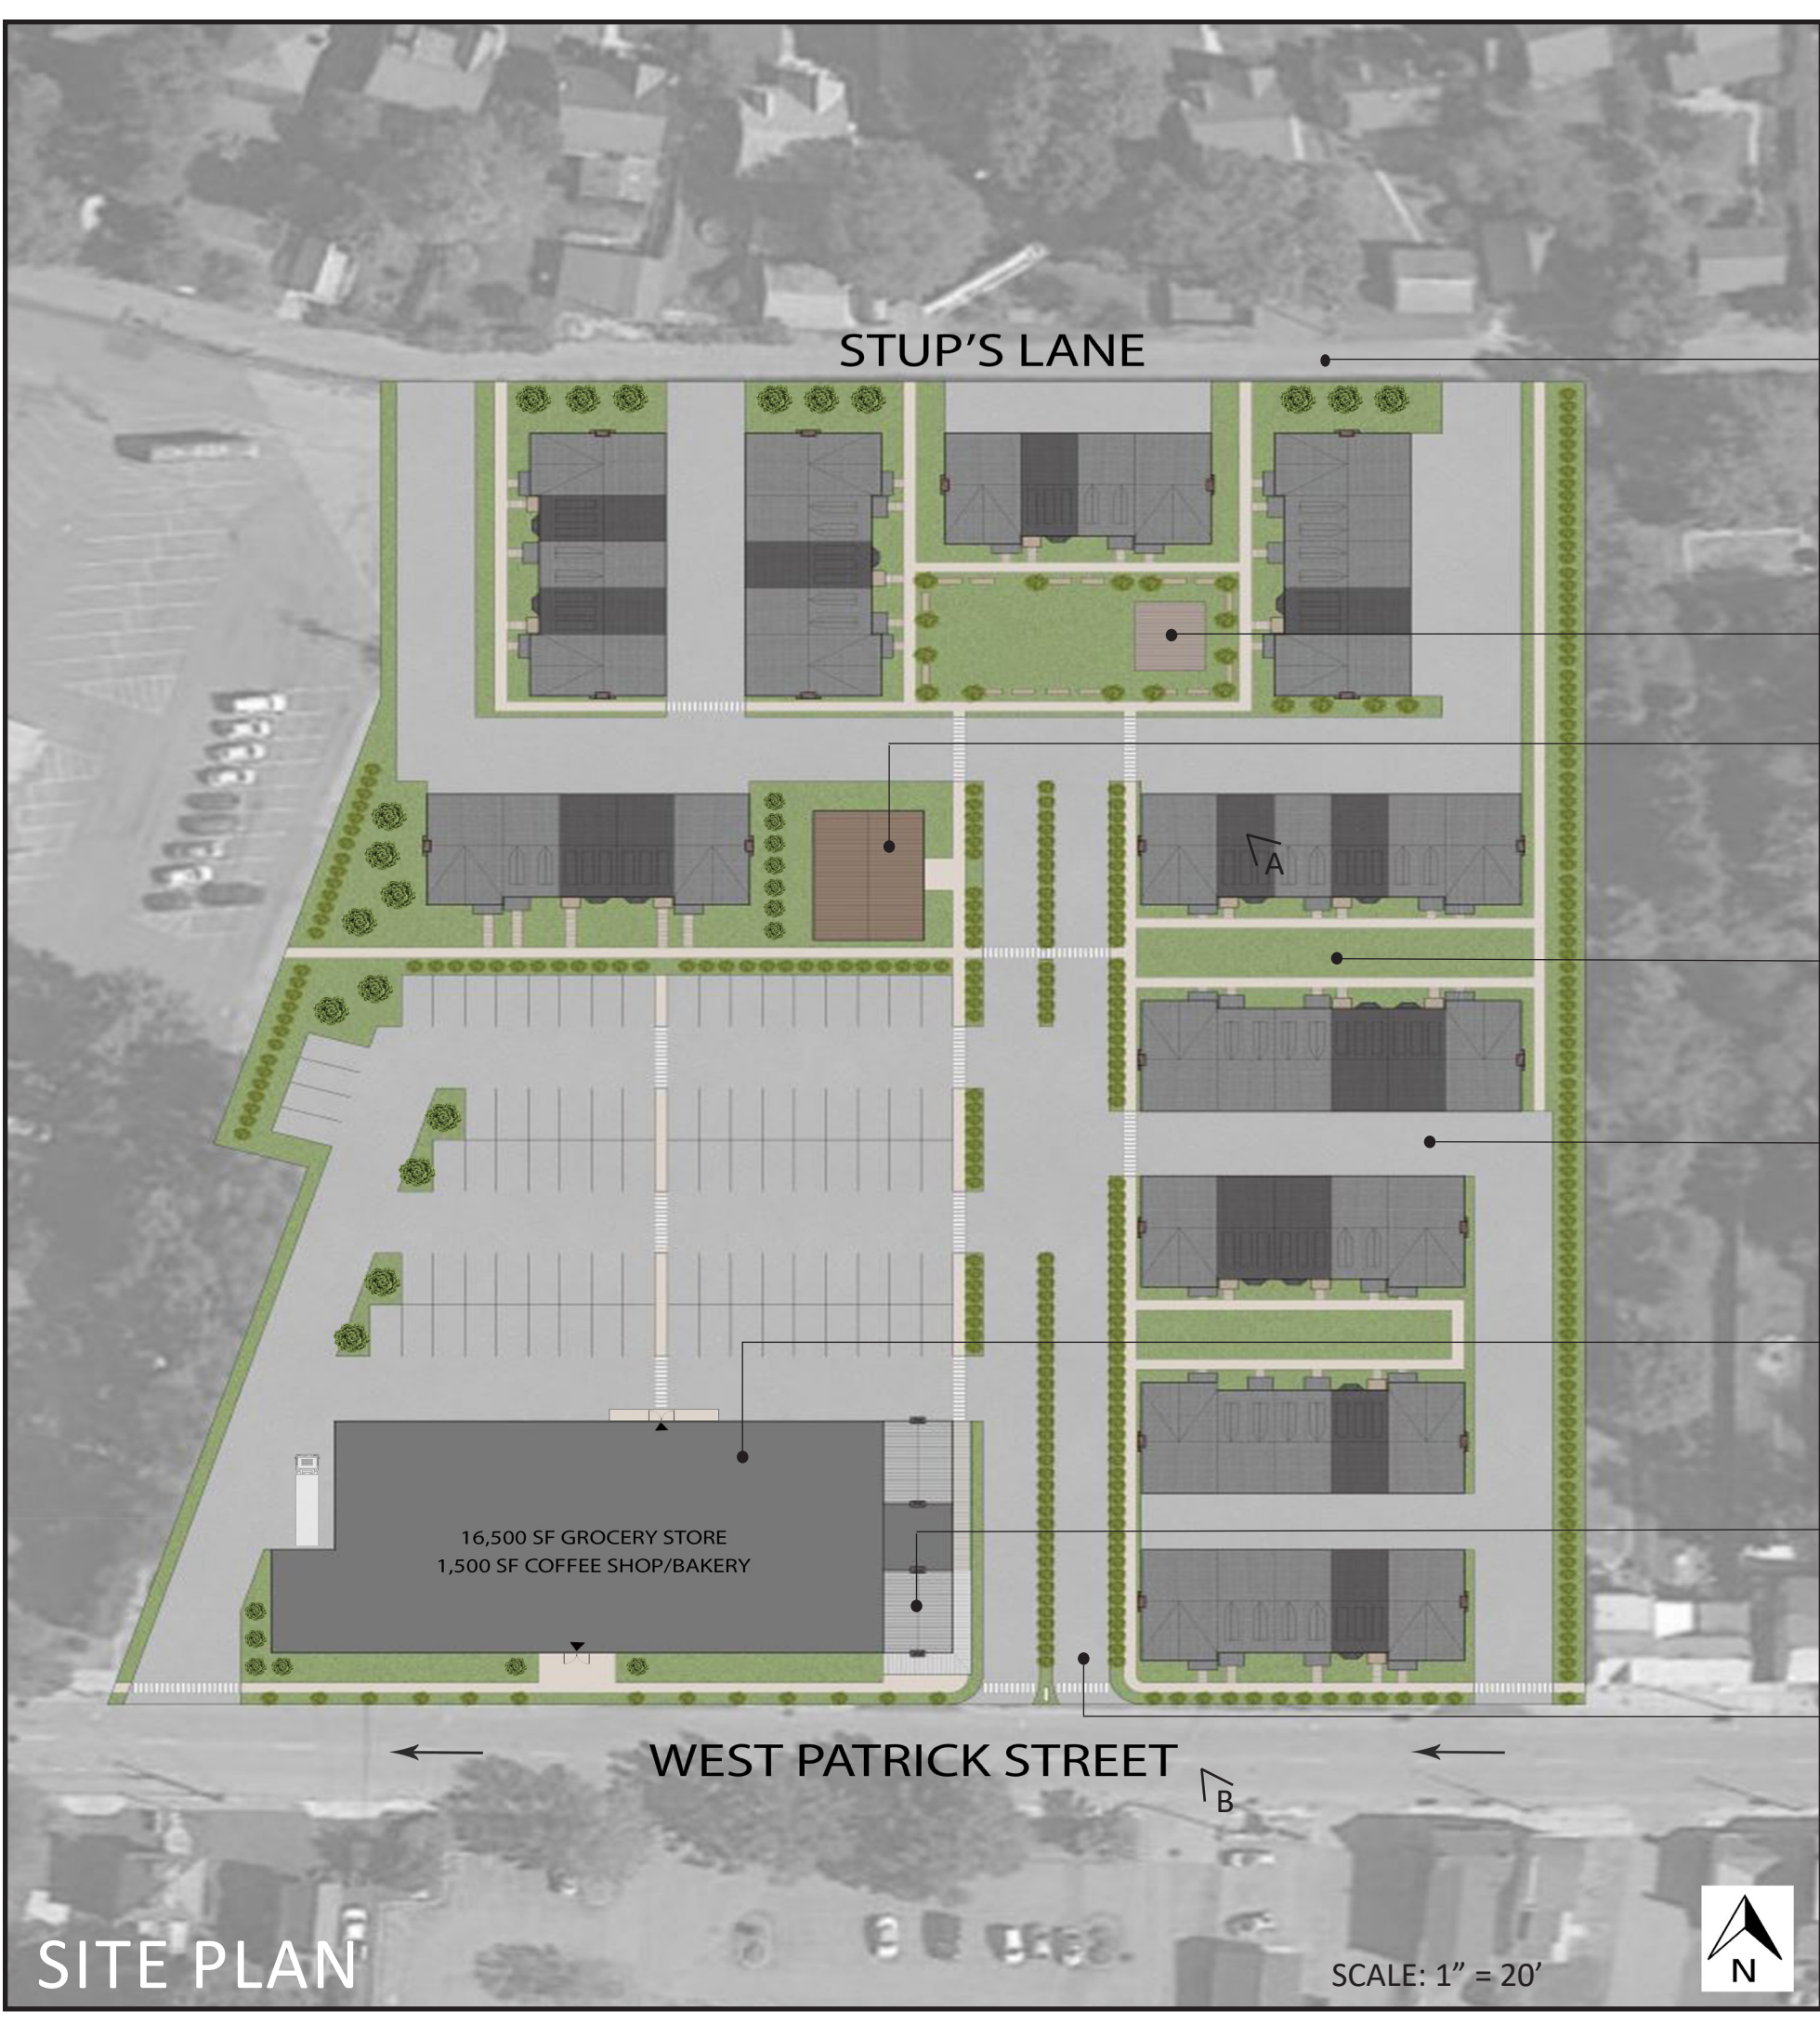 STUP'S LANE
A
16,500 SF GROCERY STORE
1,500 SF COFFEE SHOP/BAKERY
WEST PATRICK STREET
B
SITE PLAN
SCALE: 1” = 20’
N